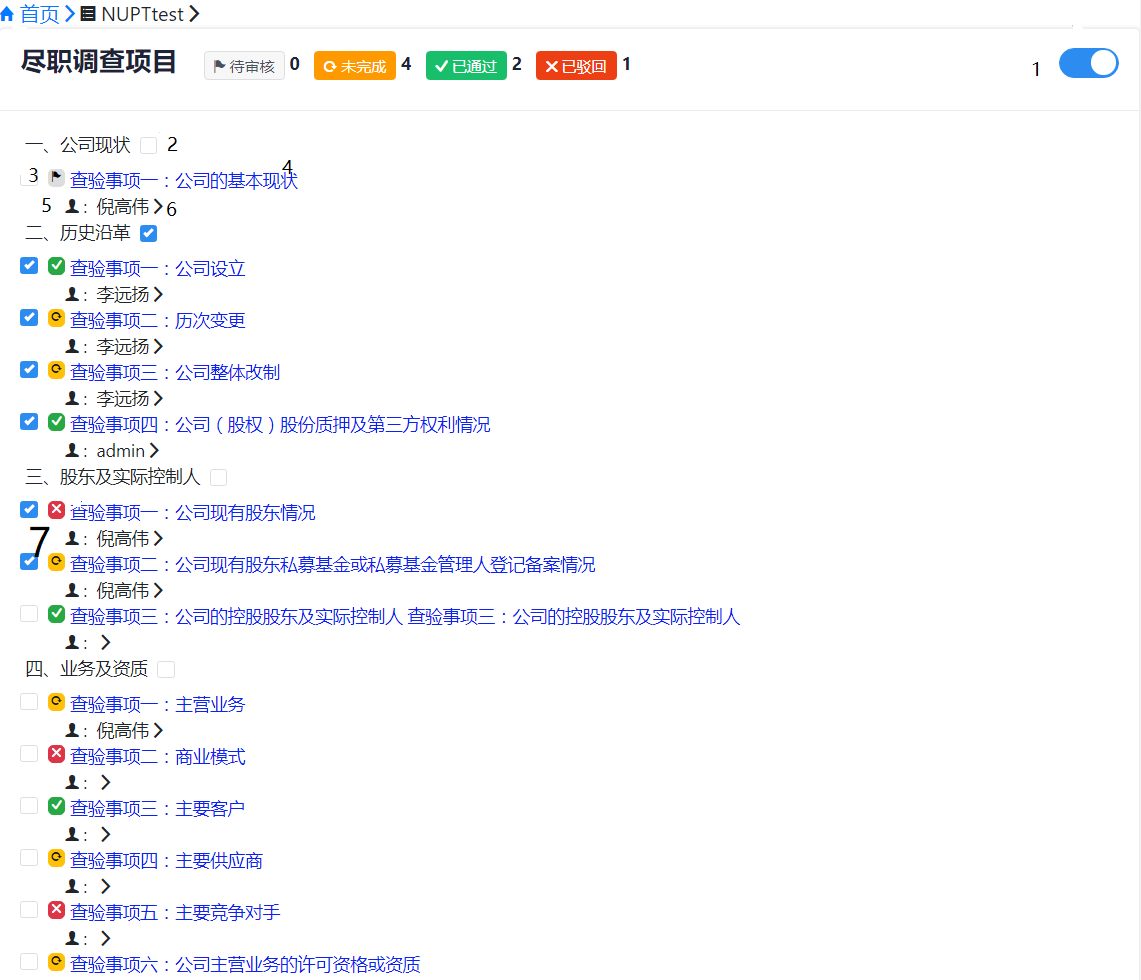 首页 NUPTtest
尽职调查项目 待审核 0 未完成 4 已通过 2 已驳回 1 1
一、公司现状 2
3 查验事项一：公司的基本现状 4
5 ： 倪高伟 6
二、历史沿革
查验事项一：公司设立
： 李远扬
查验事项二：历次变更
： 李远扬
查验事项三：公司整体改制
： 李远扬
查验事项四：公司（股权）股份质押及第三方权利情况
： admin
三、股东及实际控制人
查验事项一：公司现有股东情况
7 ： 倪高伟
查验事项二：公司现有股东私募基金或私募基金管理人登记备案情况
： 倪高伟
查验事项三：公司的控股股东及实际控制人 查验事项三：公司的控股股东及实际控制人
：
四、业务及资质
查验事项一：主营业务
： 倪高伟
查验事项二：商业模式
：
查验事项三：主要客户
：
查验事项四：主要供应商
：
查验事项五：主要竞争对手
：
查验事项六：公司主营业务的许可资格或资质